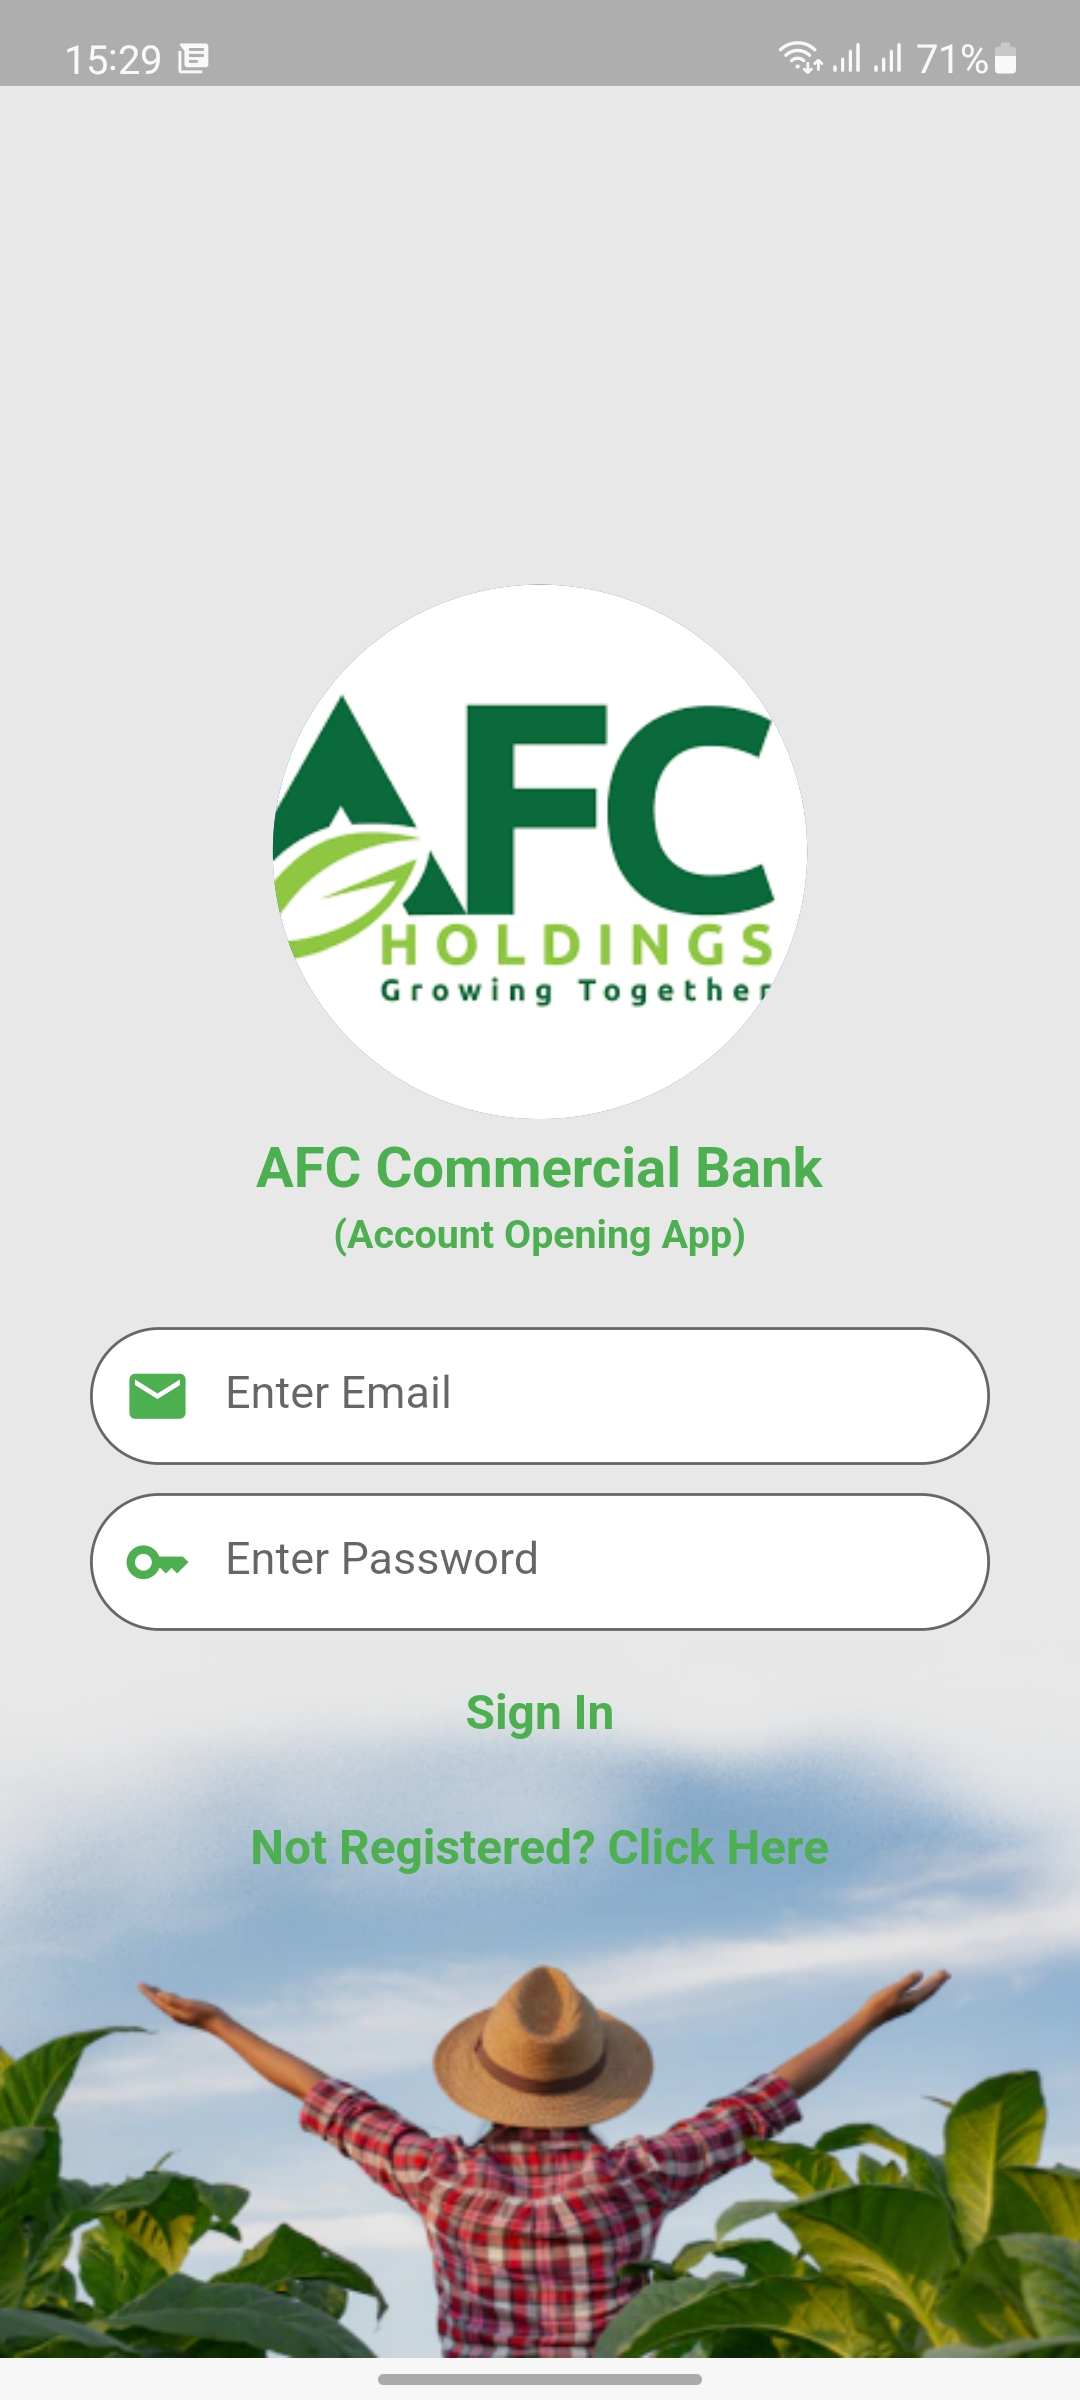 15:29
71%
AFC
HOLDINGS
Growing Together
AFC Commercial Bank
(Account Opening App)
Enter Email
Enter Password
Sign In
Not Registered? Click Here